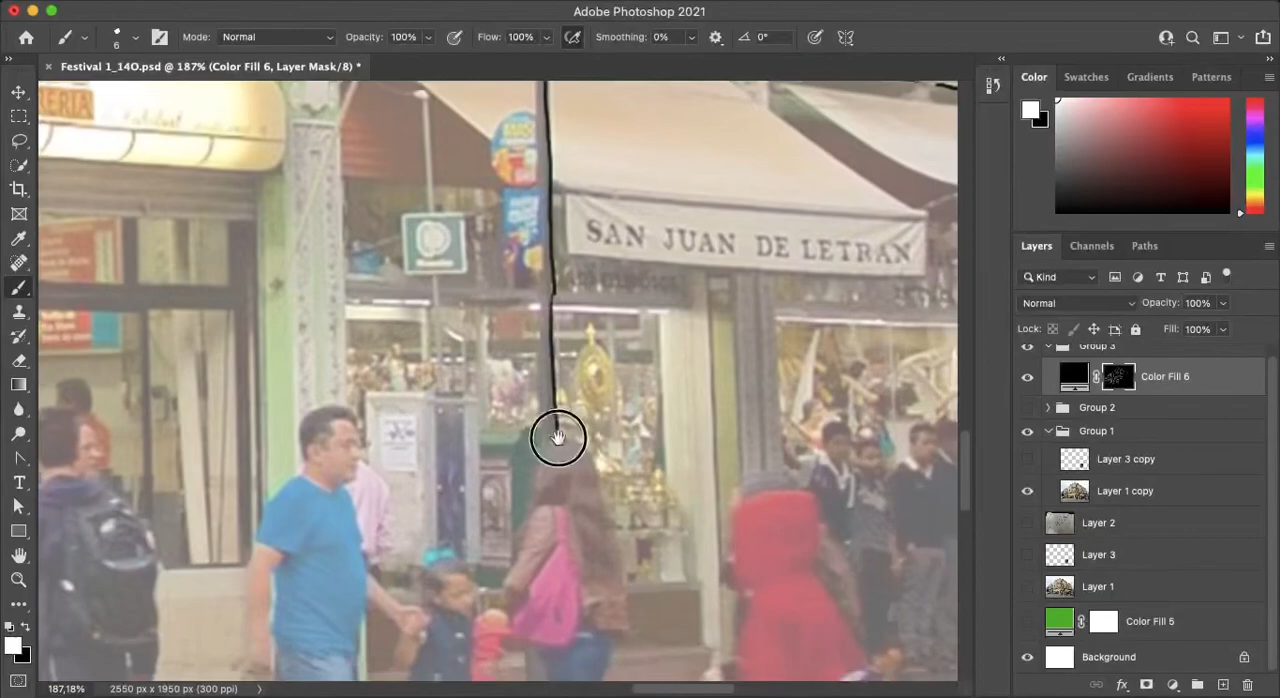 Adobe Photoshop 2021
6
Mode: Normal
Opacity: 100%
Flow: 100%
Smoothing: 0%
0°
Festival 1_14O.psd @ 187% (Color Fill 6, Layer Mask/8) *
SAN JUAN DE LETRAN
Color
Swatches
Gradients
Patterns
Layers
Channels
Paths
Kind
Normal
Opacity: 100%
Lock:
Fill: 100%
Group 3
Color Fill 6
Group 2
Group 1
Layer 3 copy
Layer 1 copy
Layer 2
Layer 3
Layer 1
Color Fill 5
Background
187,18%
2550 px x 1950 px (300 ppi)